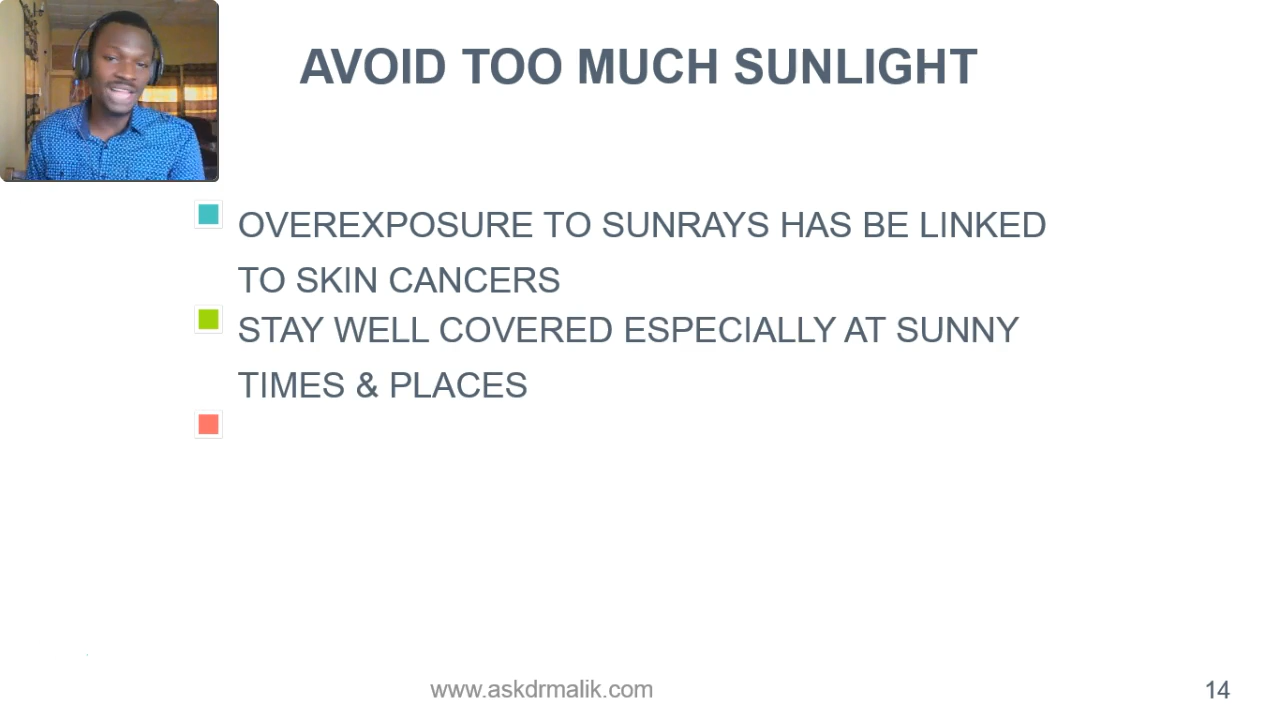 AVOID TOO MUCH SUNLIGHT
OVEREXPOSURE TO SUNRAYS HAS BE LINKED
TO SKIN CANCERS
STAY WELL COVERED ESPECIALLY AT SUNNY
TIMES & PLACES
www.askdrmalik.com
14